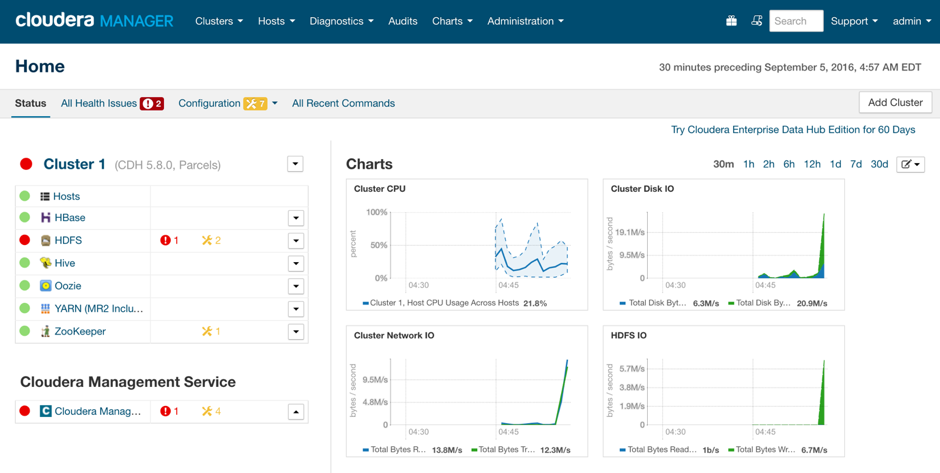 cloudera MANAGER Clusters Hosts Diagnostics Audits Charts Administration Search Support admin
Home
30 minutes preceding September 5, 2016, 4:57 AM EDT
Status All Health Issues 2 Configuration 7 All Recent Commands Add Cluster
Try Cloudera Enterprise Data Hub Edition for 60 Days
Cluster 1 (CDH 5.8.0, Parcels)
Hosts
HBase
HDFS 1 2
Hive
Oozie
YARN (MR2 Inclu...
ZooKeeper 1
Cloudera Management Service
Cloudera Manag... 1 4
Charts
30m 1h 2h 6h 12h 1d 7d 30d
Cluster CPU
percent
100%
50%
0%
04:30 04:45
Cluster 1, Host CPU Usage Across Hosts 21.8%
Cluster Disk IO
bytes / second
19.1M/s
9.5M/s
0
04:30 04:45
Total Disk Byt... 6.3M/s Total Disk By... 20.9M/s
Cluster Network IO
bytes / second
9.5M/s
4.8M/s
0
04:30 04:45
Total Bytes R... 13.8M/s Total Bytes Tr... 12.3M/s
HDFS IO
bytes / second
5.7M/s
3.8M/s
1.9M/s
0
04:30 04:45
Total Bytes Read... 1b/s Total Bytes Wr... 6.7M/s